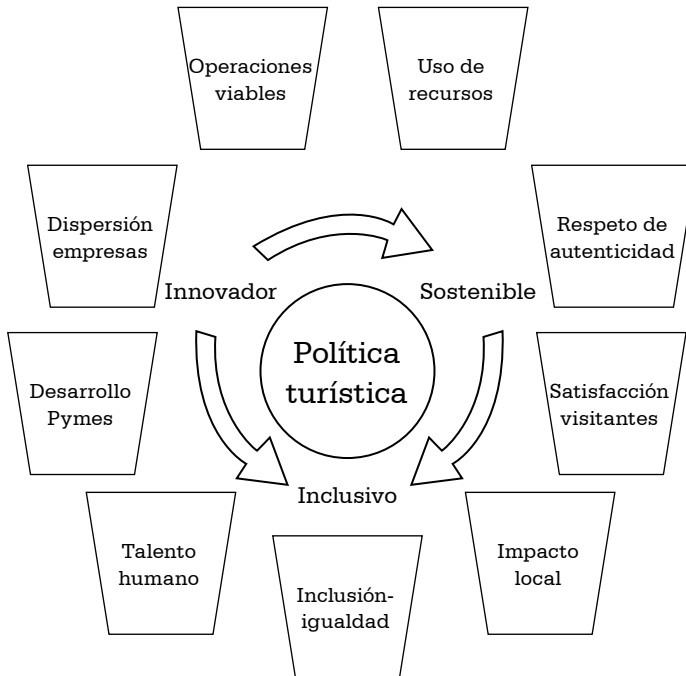 Operaciones
viables
Uso de
recursos
Dispersión
empresas
Respeto de
autenticidad
Innovador
Sostenible
Política
turística
Desarrollo
Pymes
Satisfacción
visitantes
Inclusivo
Talento
humano
Inclusión-
igualdad
Impacto
local